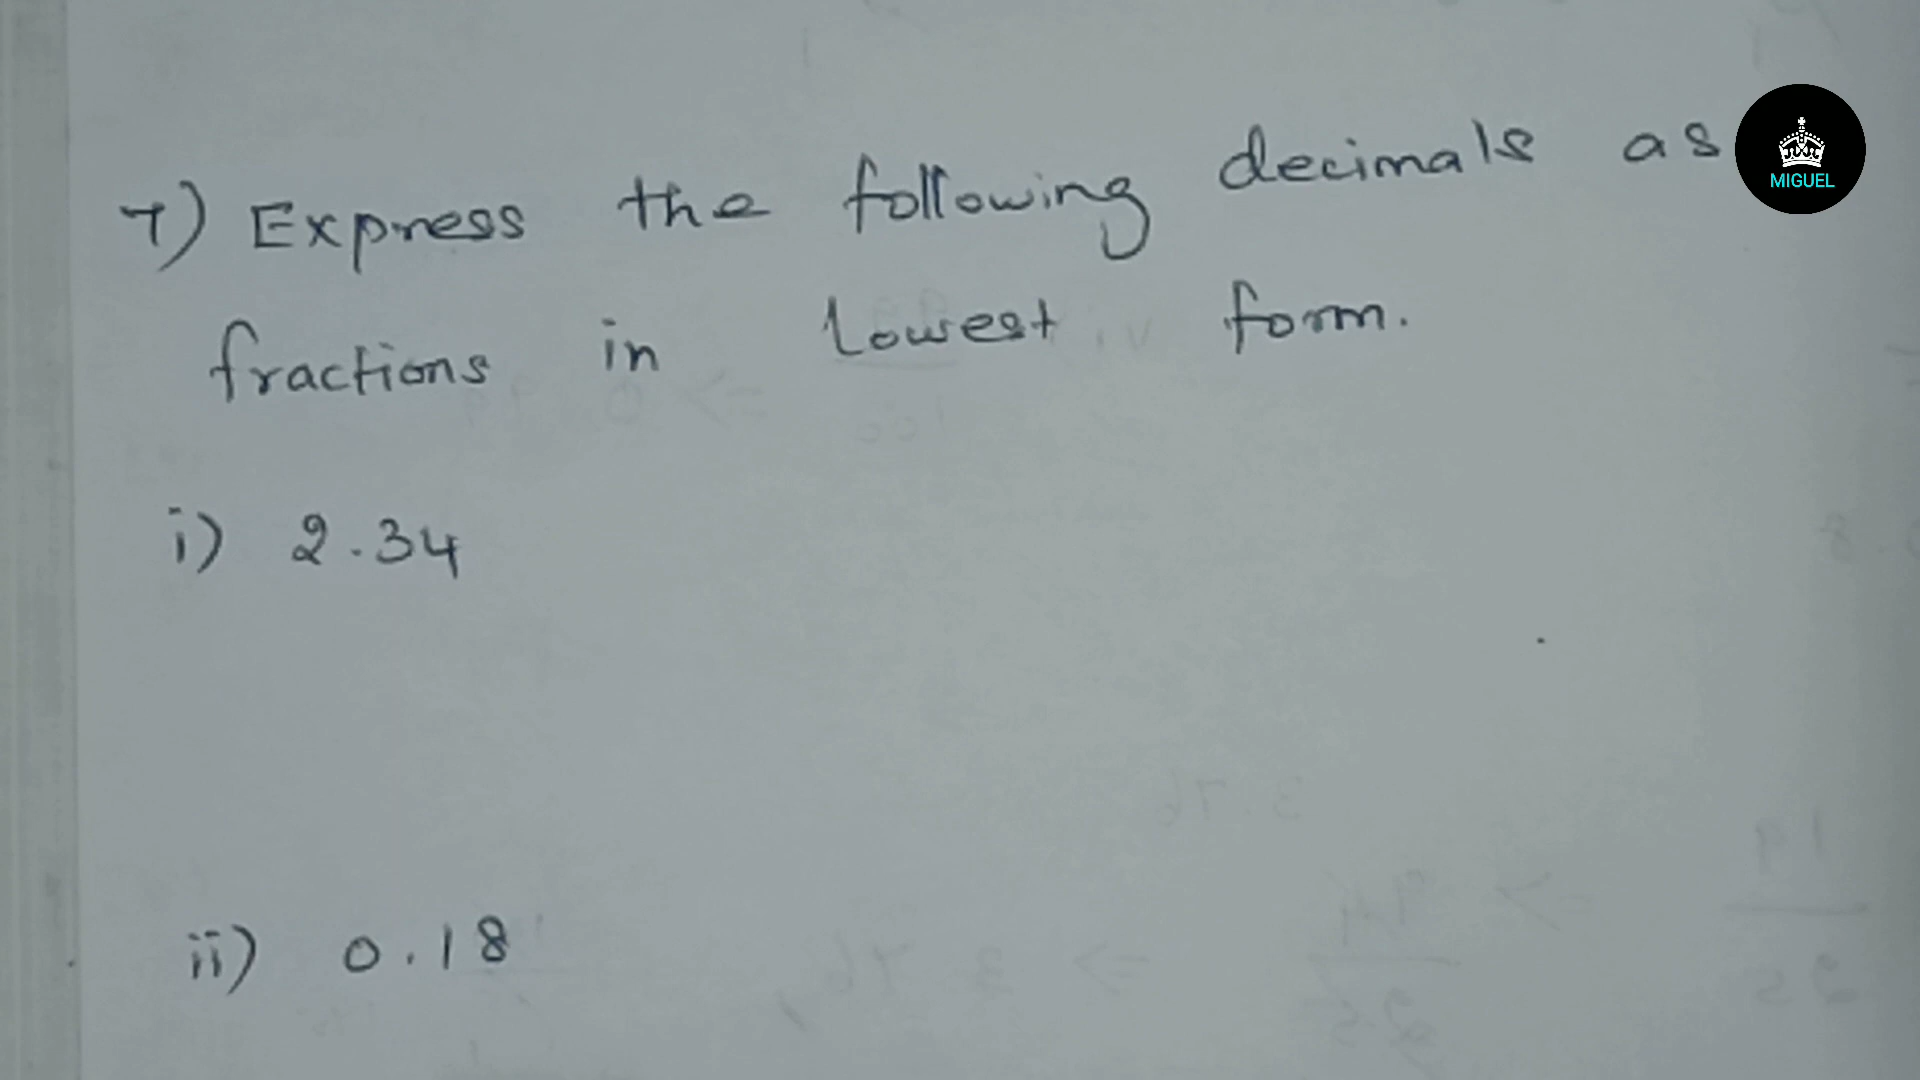 7) Express the following decimals as
MIGUEL
fractions in lowest form.
i) 2.34
ii) 0.18